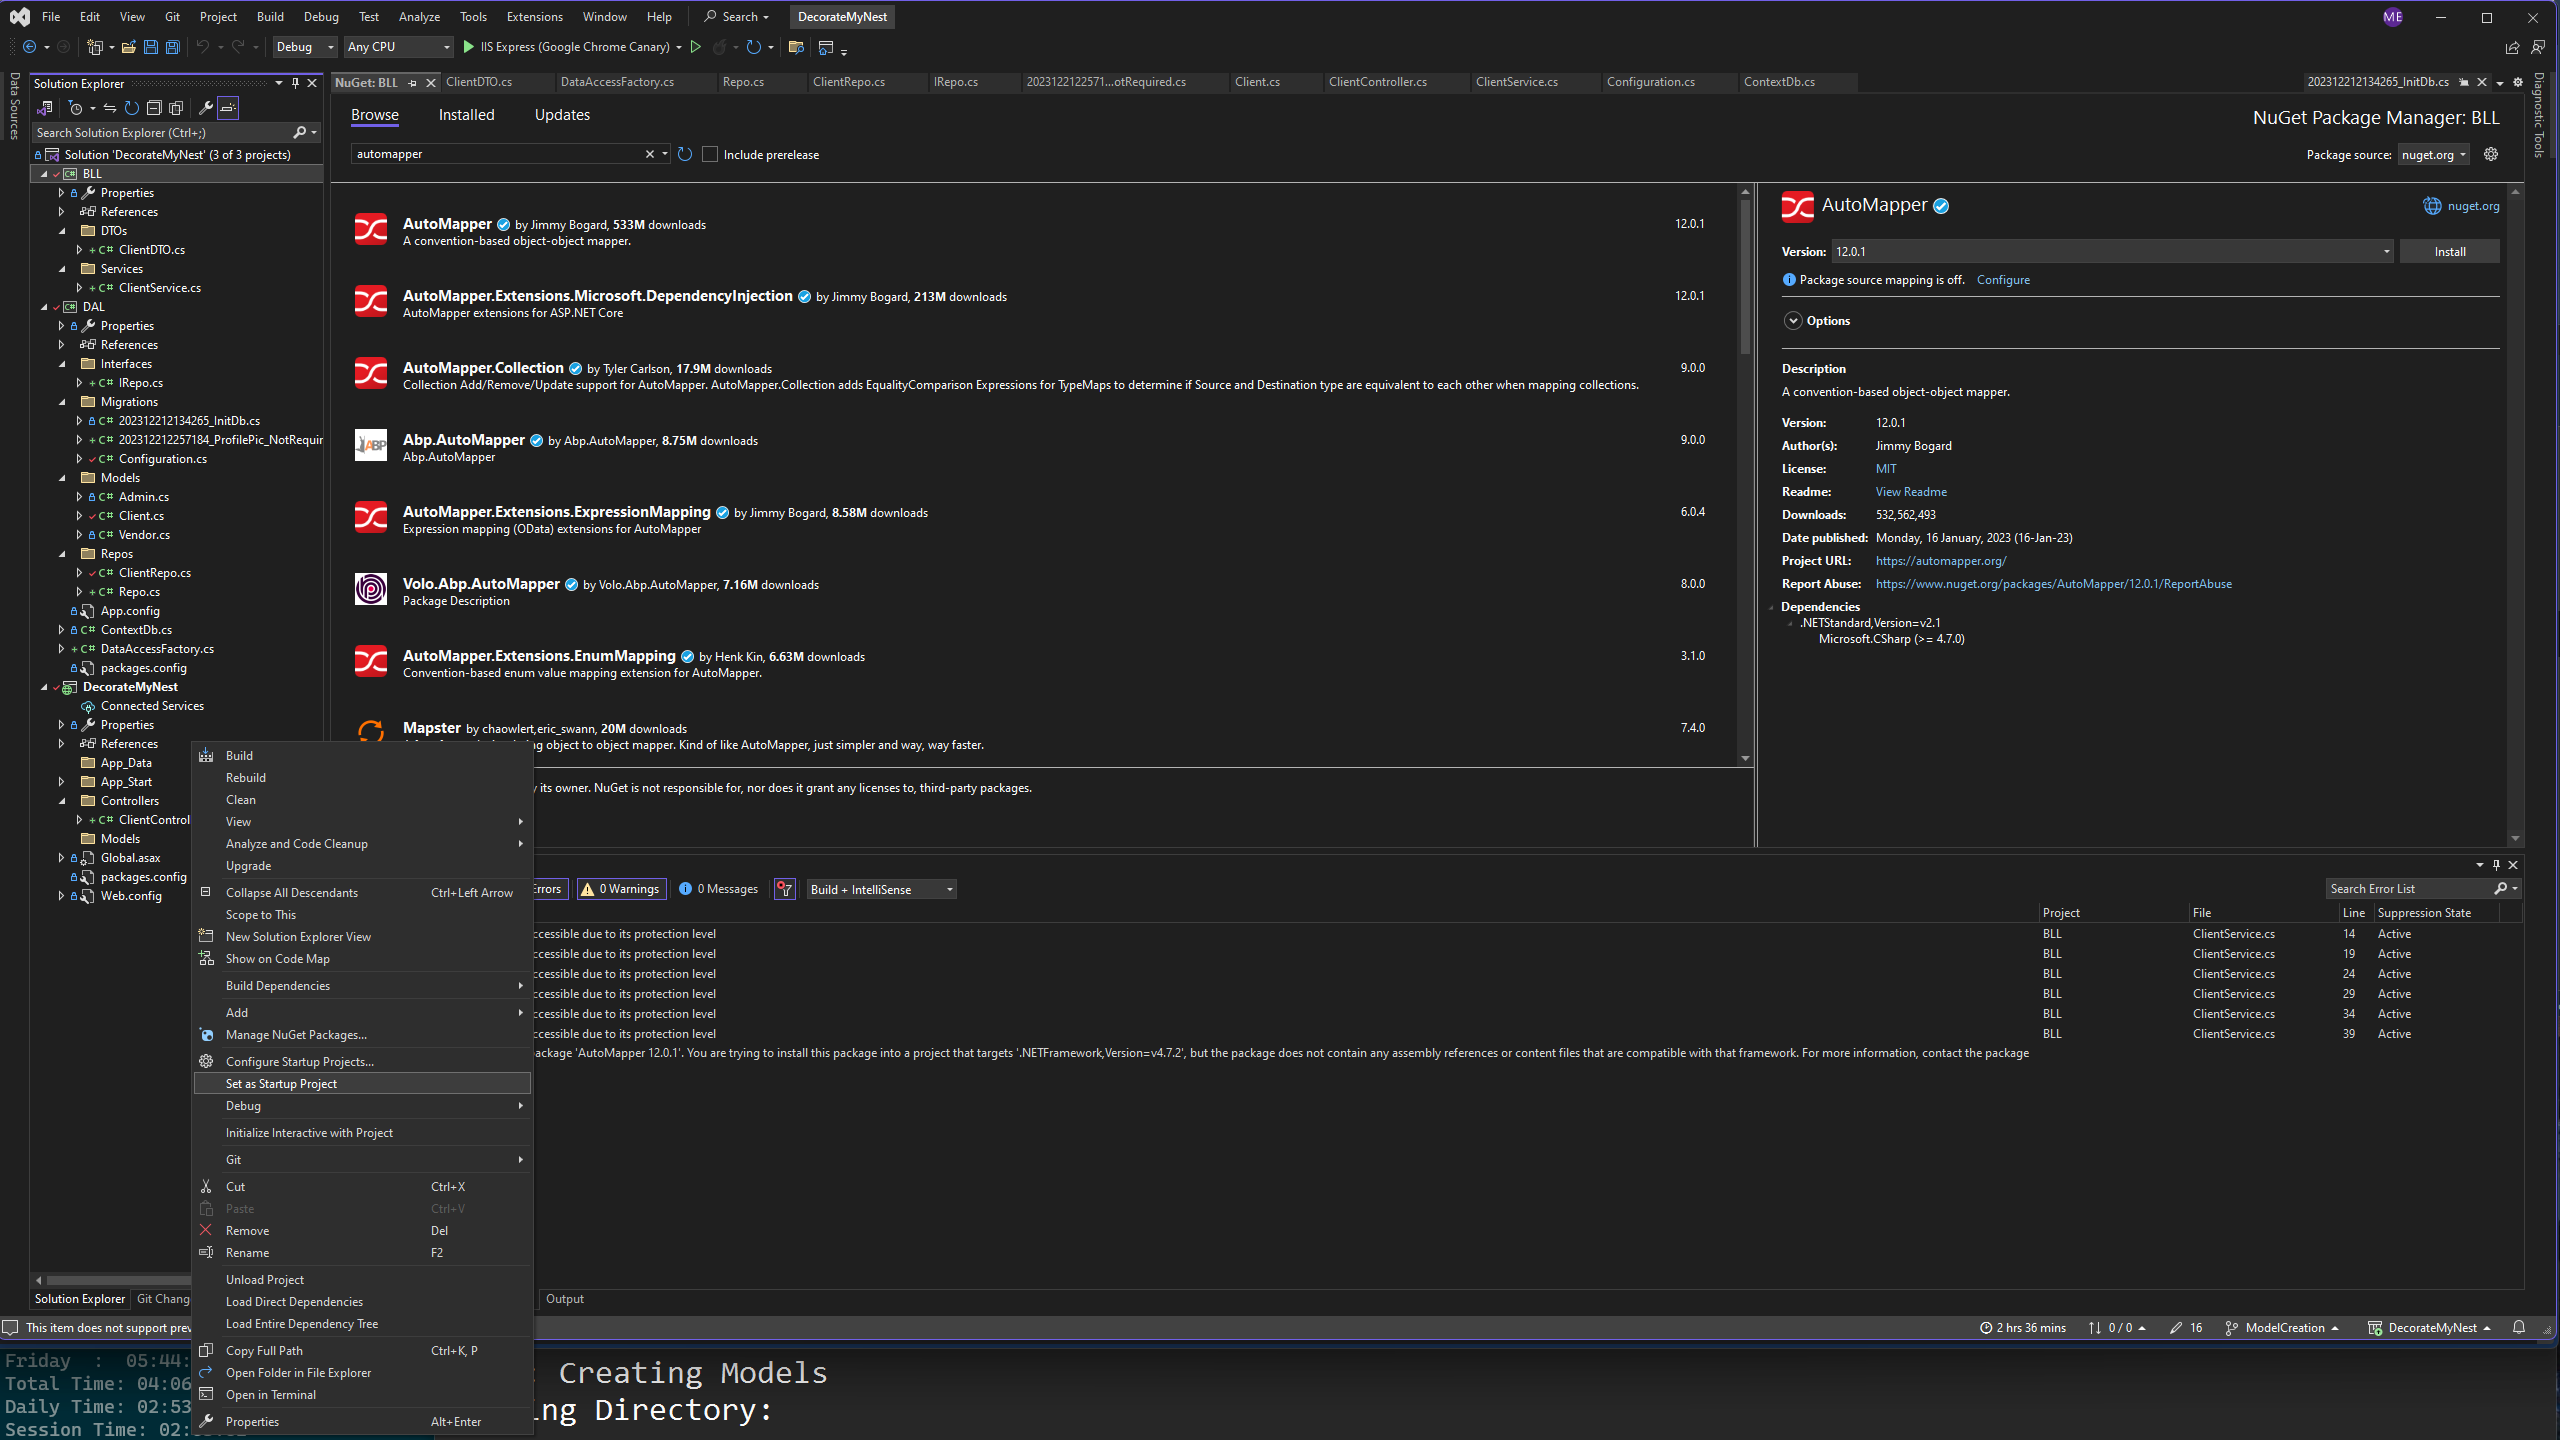 File Edit View Git Project Build Debug Test Analyze Tools Extensions Window Help Search DecorateMyNest ME
Debug Any CPU IIS Express (Google Chrome Canary)
Data Sources
Solution Explorer
Search Solution Explorer (Ctrl+;)
Solution 'DecorateMyNest' (3 of 3 projects)
BLL
Properties
References
DTOs
ClientDTO.cs
Services
ClientService.cs
DAL
Properties
References
Interfaces
IRepo.cs
Migrations
202312212134265_InitDb.cs
202312212257184_ProfilePic_NotRequir
Configuration.cs
Models
Admin.cs
Client.cs
Vendor.cs
Repos
ClientRepo.cs
Repo.cs
App.config
ContextDb.cs
DataAccessFactory.cs
packages.config
DecorateMyNest
Connected Services
Properties
References
App_Data
App_Start
Controllers
ClientControl
Models
Global.asax
packages.config
Web.config
Solution Explorer Git Chang
NuGet: BLL ClientDTO.cs DataAccessFactory.cs Repo.cs ClientRepo.cs IRepo.cs 2023122122571...otRequired.cs Client.cs ClientController.cs ClientService.cs Configuration.cs ContextDb.cs 202312212134265_InitDb.cs
Diagnostic Tools
Browse Installed Updates
NuGet Package Manager: BLL
automapper Include prerelease
Package source: nuget.org
AutoMapper by Jimmy Bogard, 533M downloads 12.0.1
A convention-based object-object mapper.
AutoMapper.Extensions.Microsoft.DependencyInjection by Jimmy Bogard, 213M downloads 12.0.1
AutoMapper extensions for ASP.NET Core
AutoMapper.Collection by Tyler Carlson, 17.9M downloads 9.0.0
Collection Add/Remove/Update support for AutoMapper. AutoMapper.Collection adds EqualityComparison Expressions for TypeMaps to determine if Source and Destination type are equivalent to each other when mapping collections.
ABP
Abp.AutoMapper by Abp.AutoMapper, 8.75M downloads 9.0.0
Abp.AutoMapper
AutoMapper.Extensions.ExpressionMapping by Jimmy Bogard, 8.58M downloads 6.0.4
Expression mapping (OData) extensions for AutoMapper
Volo.Abp.AutoMapper by Volo.Abp.AutoMapper, 7.16M downloads 8.0.0
Package Description
AutoMapper.Extensions.EnumMapping by Henk Kin, 6.63M downloads 3.1.0
Convention-based enum value mapping extension for AutoMapper.
Mapster by chaowlert,eric_swann, 20M downloads 7.4.0
object to object mapper. Kind of like AutoMapper, just simpler and way, way faster.
y its owner. NuGet is not responsible for, nor does it grant any licenses to, third-party packages.
AutoMapper nuget.org
Version: 12.0.1 Install
Package source mapping is off. Configure
Options
Description
A convention-based object-object mapper.
Version: 12.0.1
Author(s): Jimmy Bogard
License: MIT
Readme: View Readme
Downloads: 532,562,493
Date published: Monday, 16 January, 2023 (16-Jan-23)
Project URL: https://automapper.org/
Report Abuse: https://www.nuget.org/packages/AutoMapper/12.0.1/ReportAbuse
Dependencies
.NETStandard,Version=v2.1
Microsoft.CSharp (>= 4.7.0)
Build
Rebuild
Clean
View
Analyze and Code Cleanup
Upgrade
Collapse All Descendants Ctrl+Left Arrow
Scope to This
New Solution Explorer View
Show on Code Map
Build Dependencies
Add
Manage NuGet Packages...
Configure Startup Projects...
Set as Startup Project
Debug
Initialize Interactive with Project
Git
Cut Ctrl+X
Paste Ctrl+V
Remove Del
Rename F2
Unload Project
Load Direct Dependencies
Load Entire Dependency Tree
Copy Full Path Ctrl+K, P
Open Folder in File Explorer
Open in Terminal
Properties Alt+Enter
Errors 0 Warnings 0 Messages Build + IntelliSense Search Error List
Project File Line Suppression State
ccessible due to its protection level BLL ClientService.cs 14 Active
ccessible due to its protection level BLL ClientService.cs 19 Active
ccessible due to its protection level BLL ClientService.cs 24 Active
ccessible due to its protection level BLL ClientService.cs 29 Active
ccessible due to its protection level BLL ClientService.cs 34 Active
ccessible due to its protection level BLL ClientService.cs 39 Active
package 'AutoMapper 12.0.1'. You are trying to install this package into a project that targets '.NETFramework,Version=v4.7.2', but the package does not contain any assembly references or content files that are compatible with that framework. For more information, contact the package
Output
This item does not support prev 2 hrs 36 mins 0 / 0 16 ModelCreation DecorateMyNest
Friday : 05:44:
Total Time: 04:06
Daily Time: 02:53
Session Time: 02:
: Creating Models
ing Directory: